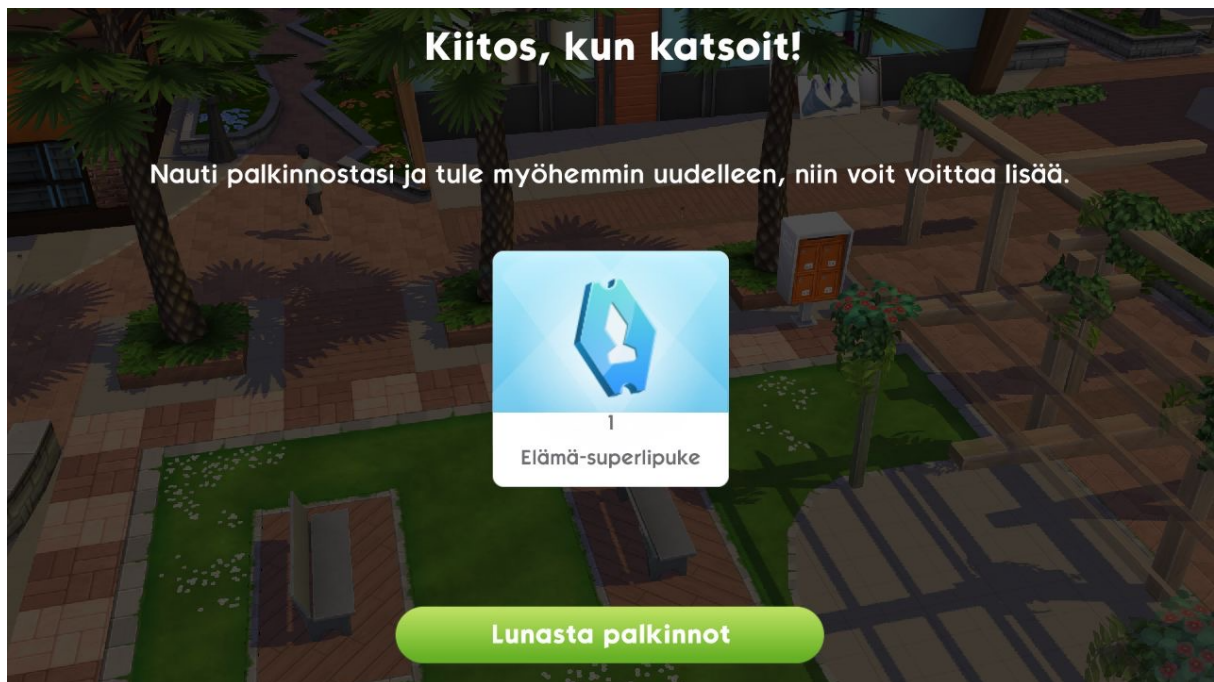 Kiitos, kun katsoit!
Nauti palkinnostasi ja tule myöhemmin uudelleen, niin voit voittaa lisää.
1
Elämä-superlipuke
Lunasta palkinnot